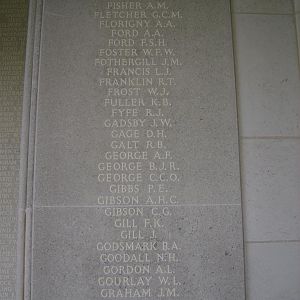 FISHER A.M.
FLETCHER G.C.M.
FLORIGNY A.A.
FORD A.A.
FORD F.S.H.
FOSTER W.F.W.
FOTHERGILL J.M.
FRANCIS L.J.
FRANKLIN R.T.
FROST W.J.
FULLER K.B.
FYFE R.J.
GADSBY J.W.
GAGE D.H.
GALT R.B.
GEORGE A.F.
GEORGE B.J.R.
GEORGE C.C.O.
GIBBS P.E.
GIBSON A.H.C.
GIBSON C.G.
GILL F.K.
GILL J.
GODSMARK B.A.
GOODALL N.H.
GORDON A.L.
GOURLAY W.L.
GRAHAM J.M.